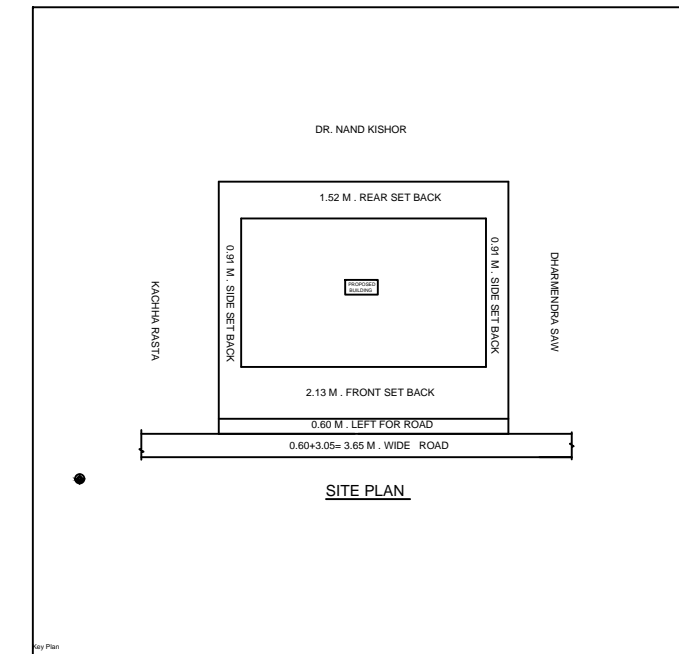 DR. NAND KISHOR
1.52 M . REAR SET BACK
0.91 M . SIDE SET BACK
0.91 M . SIDE SET BACK
KACHHA RASTA
DHARMENDRA SAW
PROPOSED
BUILDING
2.13 M . FRONT SET BACK
0.60 M . LEFT FOR ROAD
0.60+3.05= 3.65 M . WIDE ROAD
SITE PLAN
Key Plan